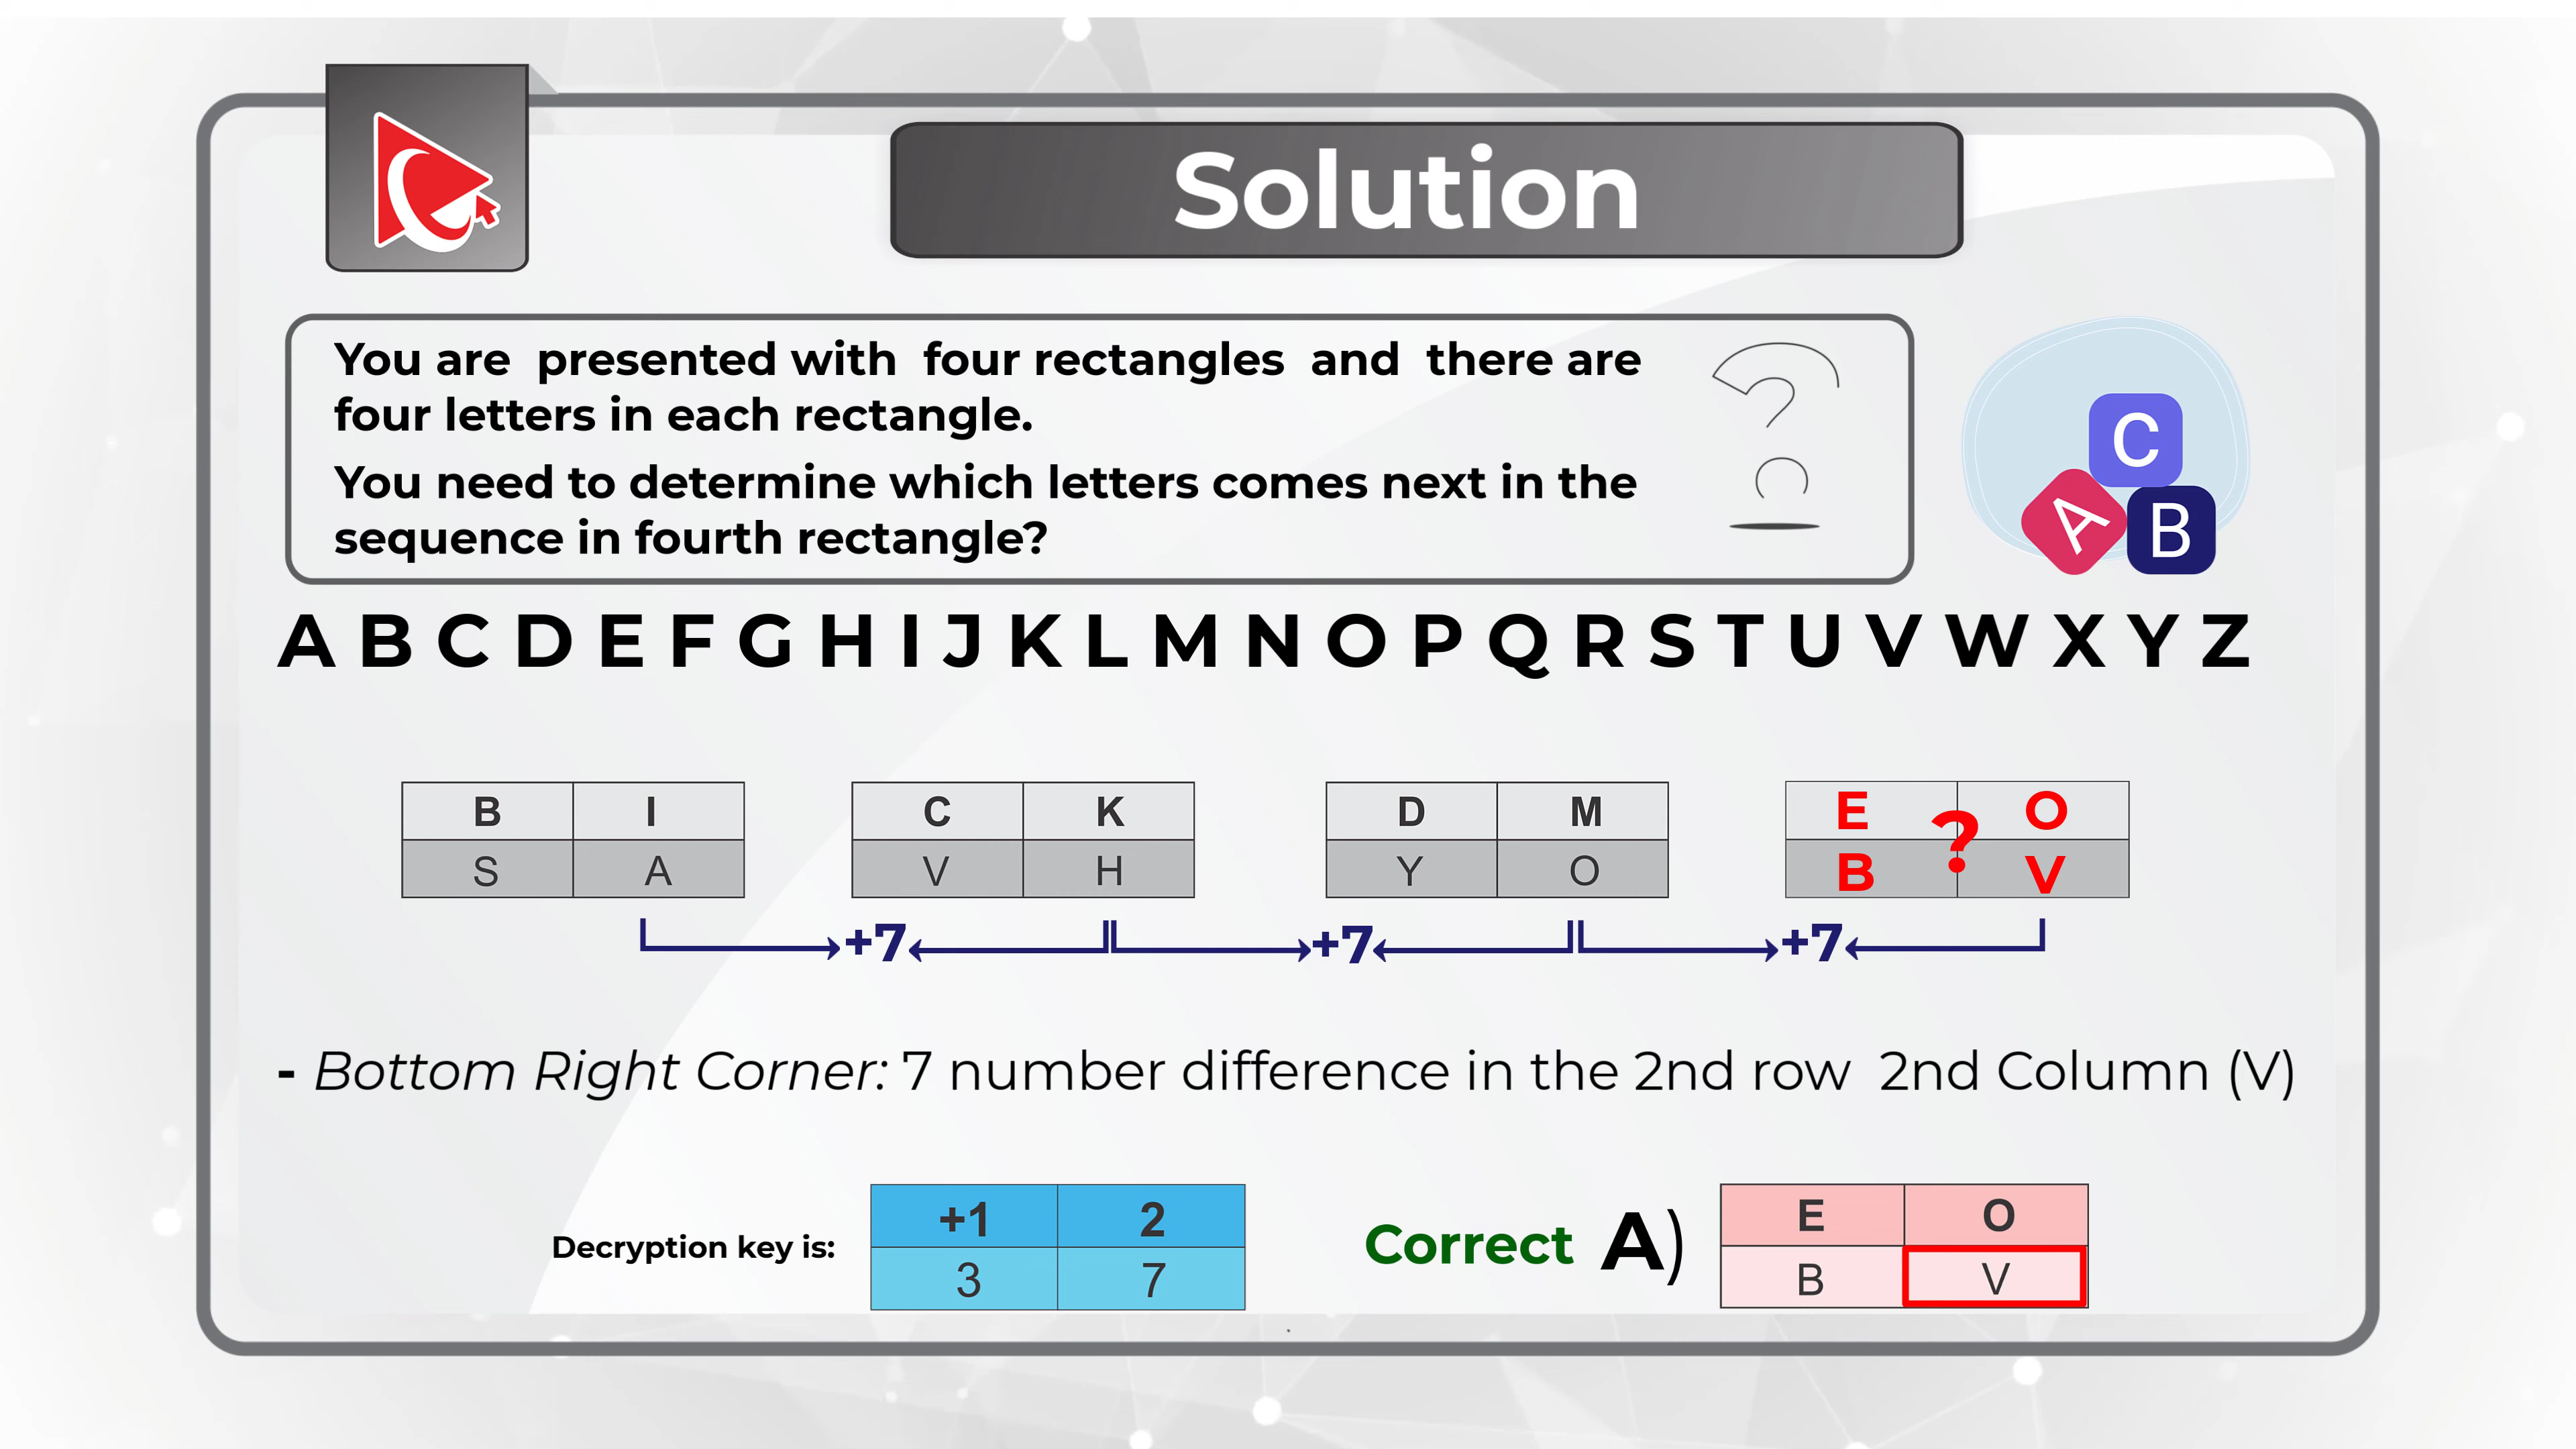 Solution
You are presented with four rectangles and there are
four letters in each rectangle.
You need to determine which letters comes next in the
sequence in fourth rectangle?
?
C
A B
A B C D E F G H I J K L M N O P Q R S T U V W X Y Z
B I C K D M E O
?
S A V H Y O B V
+7 +7 +7
- Bottom Right Corner: 7 number difference in the 2nd row 2nd Column (V)
Decryption key is:
+1 2
3 7
Correct A)
E O
B V